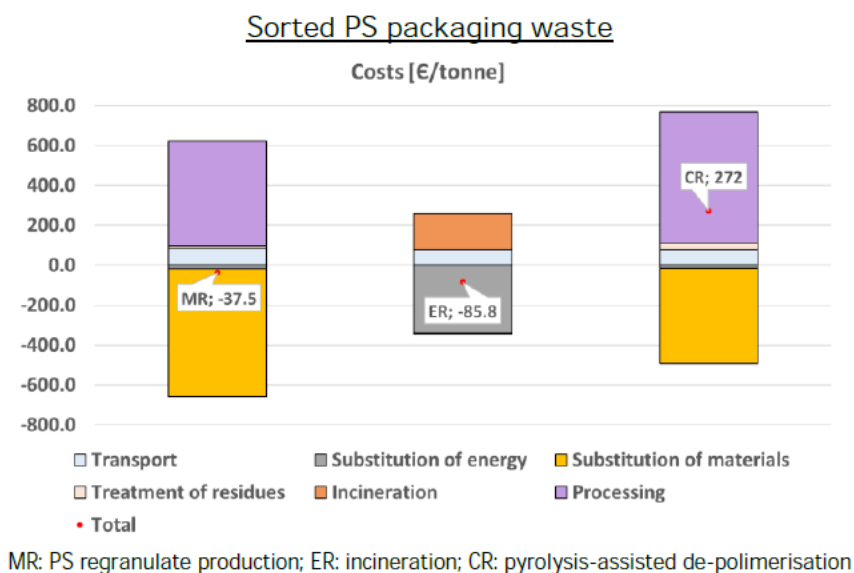 Sorted PS packaging waste
Costs [Є/tonne]
800.0
600.0
400.0
200.0
0.0
-200.0
-400.0
-600.0
-800.0
MR; -37.5
ER; -85.8
CR; 272
Transport
Substitution of energy
Substitution of materials
Treatment of residues
Incineration
Processing
Total
MR: PS regranulate production; ER: incineration; CR: pyrolysis-assisted de-polimerisation